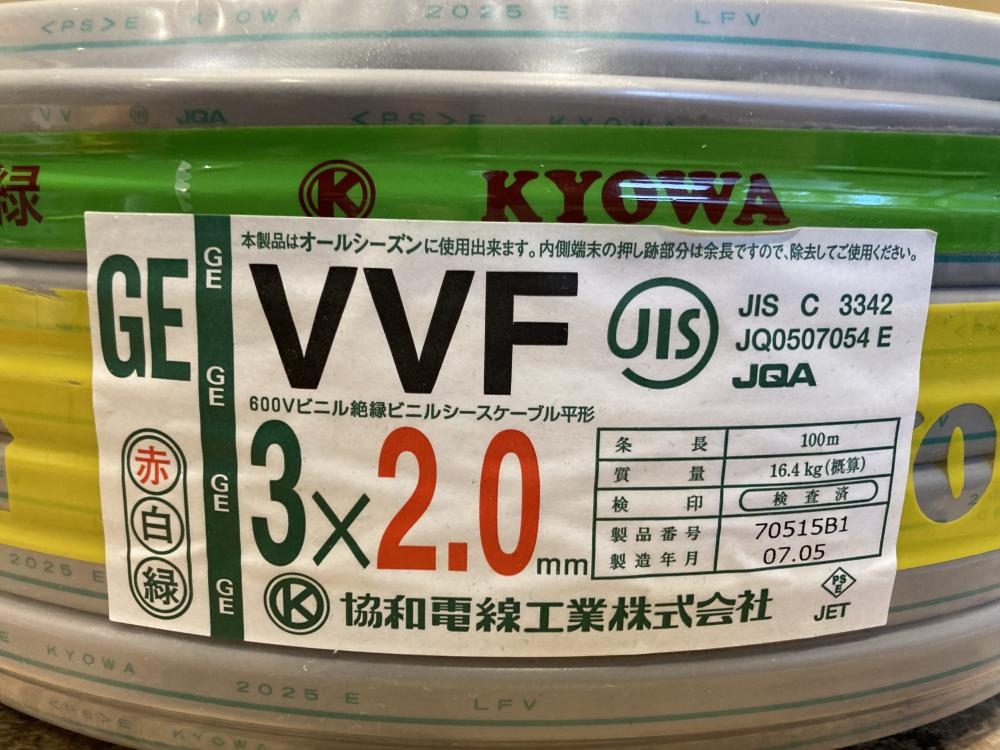 <PS>E KYOWA 2025 E LFV
VV JIS JQA <PS>E KYOWA
緑 K KYOWA
本製品はオールシーズンに使用出来ます。内側端末の押し跡部分は余長ですので、除去してご使用ください。
GE
GE
GE
GE
GE
VVF
JIS
JIS C 3342
JQ0507054 E
JQA
600Vビニル絶縁ビニルシースケーブル平形
3×2.0mm
赤
白
緑
条長 100m
質量 16.4kg(概算)
検印 検査済
製品番号 70515B1
製造年月 07.05
K 協和電線工業株式会社
PS
E
JET
2025 E
KYOWA
2025 E LFV
<PS>E KYOWA